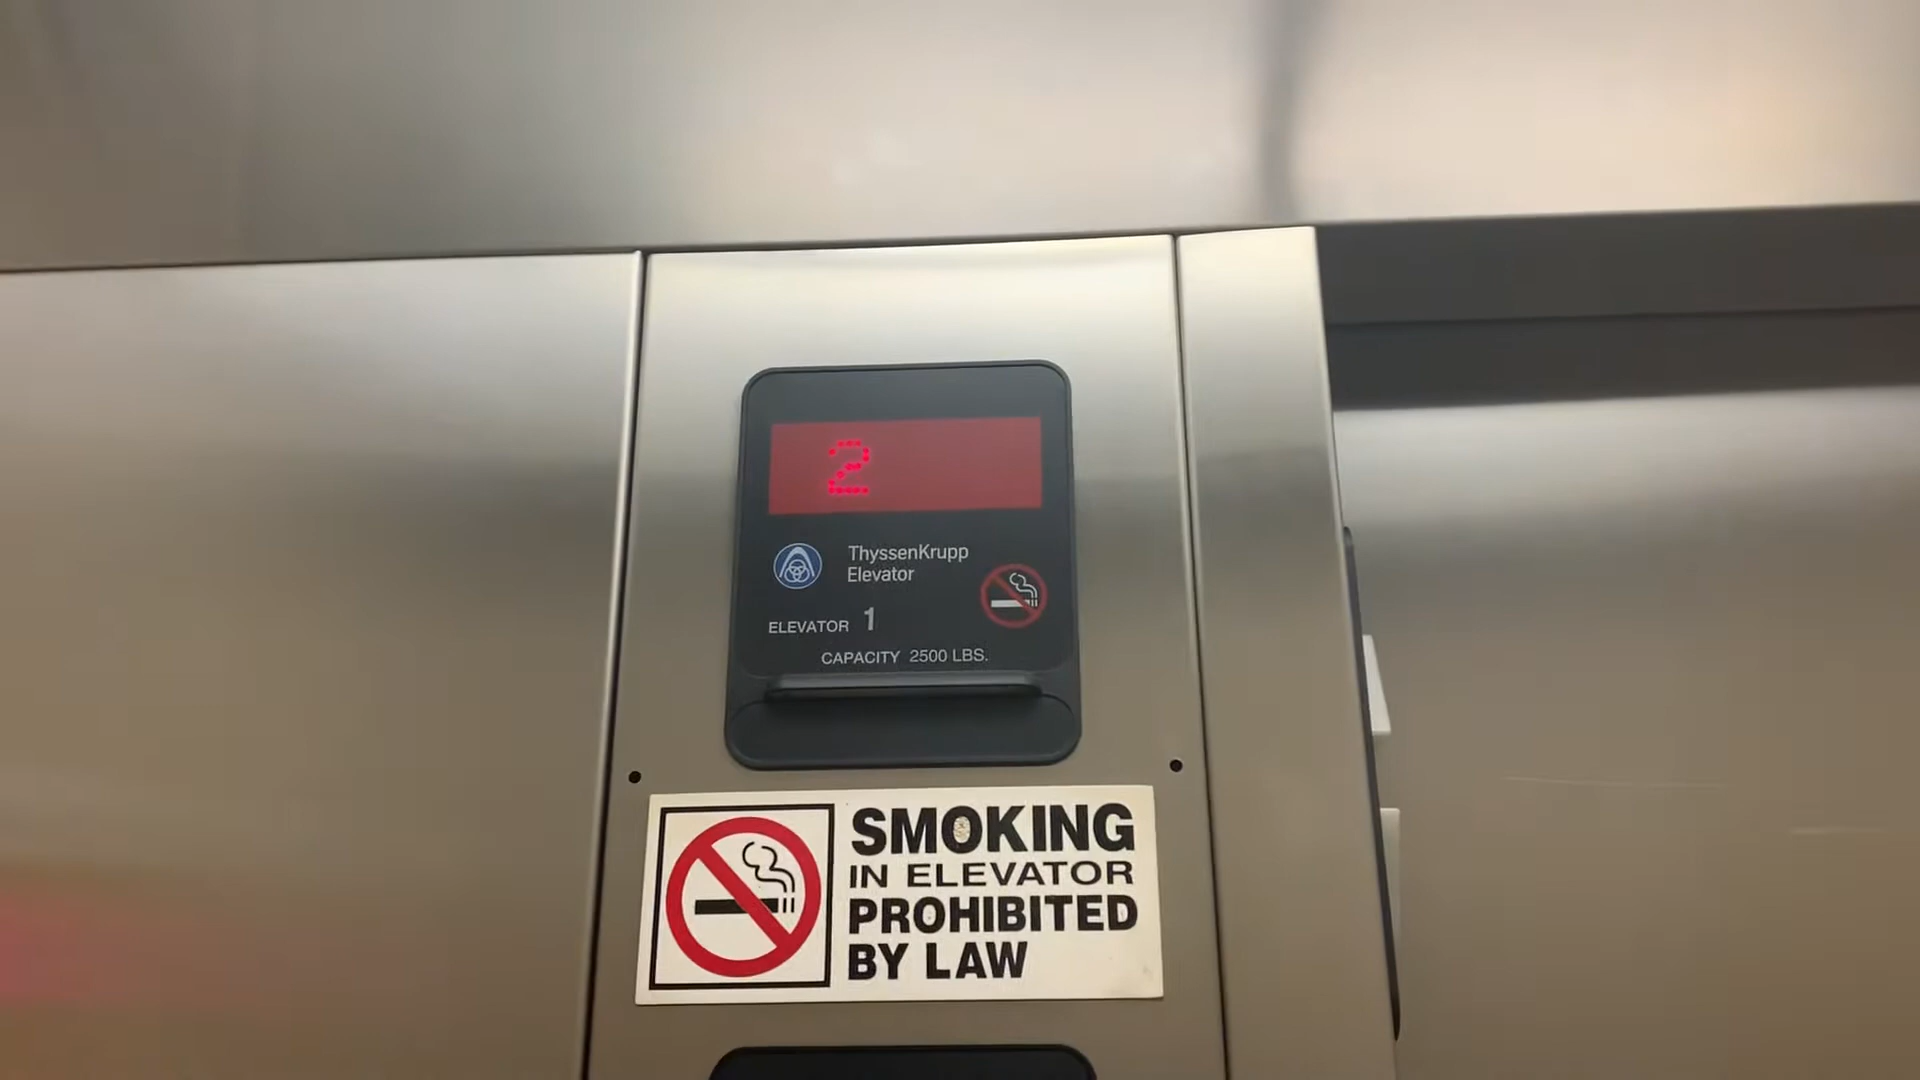 2
ThyssenKrupp
Elevator
ELEVATOR 1
CAPACITY 2500 LBS.
SMOKING
IN ELEVATOR
PROHIBITED
BY LAW